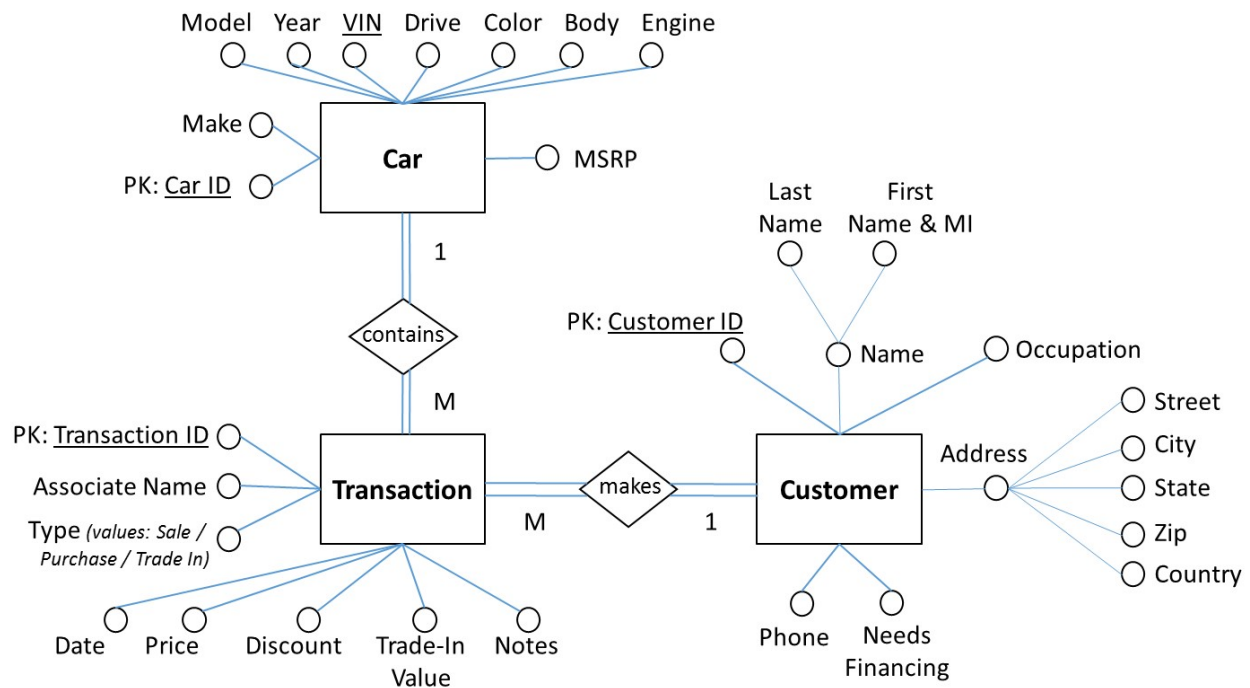 Model Year VIN Drive Color Body Engine
Make
Car
MSRP
PK: Car ID
1
Last
Name
First
Name & MI
contains
PK: Customer ID
Name
Occupation
M
Street
PK: Transaction ID
City
Address
Associate Name
Transaction
makes
Customer
State
M
1
Type (values: Sale /
Purchase / Trade In)
Zip
Country
Date
Price
Discount
Trade-In
Value
Notes
Phone
Needs
Financing